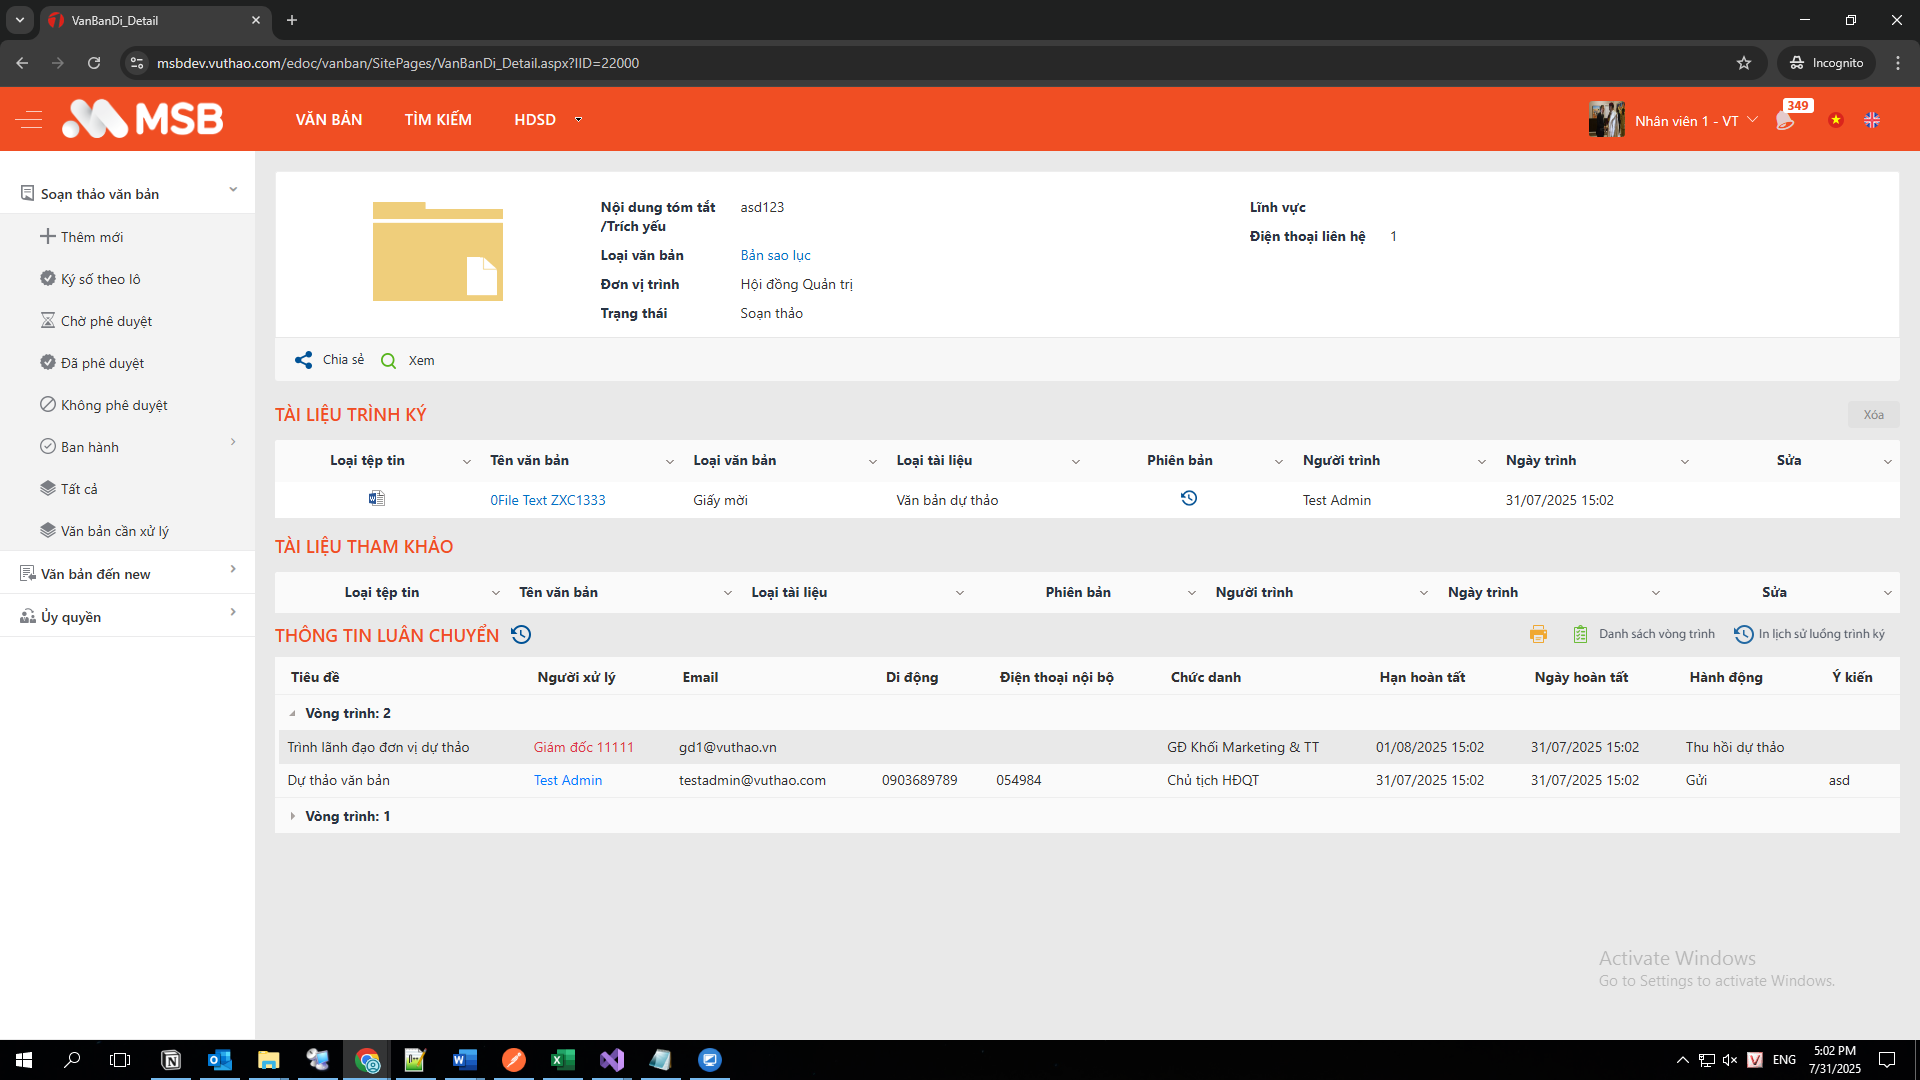 VanBanDi_Detail
msbdev.vuthao.com/edoc/vanban/SitePages/VanBanDi_Detail.aspx?IID=22000
Incognito
MSB
VĂN BẢN
TÌM KIẾM
HDSD
Nhân viên 1 - VT
349
Soạn thảo văn bản
Thêm mới
Ký số theo lô
Chờ phê duyệt
Đã phê duyệt
Không phê duyệt
Ban hành
Tất cả
Văn bản cần xử lý
Văn bản đến new
Ủy quyền
Nội dung tóm tắt /Trích yếu asd123
Loại văn bản Bản sao lục
Đơn vị trình Hội đồng Quản trị
Trạng thái Soạn thảo
Lĩnh vực
Điện thoại liên hệ 1
Chia sẻ Xem
TÀI LIỆU TRÌNH KÝ Xóa
Loại tệp tin Tên văn bản Loại văn bản Loại tài liệu Phiên bản Người trình Ngày trình Sửa
0File Text ZXC1333 Giấy mời Văn bản dự thảo Test Admin 31/07/2025 15:02
TÀI LIỆU THAM KHẢO
Loại tệp tin Tên văn bản Loại tài liệu Phiên bản Người trình Ngày trình Sửa
THÔNG TIN LUÂN CHUYỂN Danh sách vòng trình In lịch sử luồng trình ký
Tiêu đề Người xử lý Email Di động Điện thoại nội bộ Chức danh Hạn hoàn tất Ngày hoàn tất Hành động Ý kiến
Vòng trình: 2
Trình lãnh đạo đơn vị dự thảo Giám đốc 11111 gd1@vuthao.vn GĐ Khối Marketing & TT 01/08/2025 15:02 31/07/2025 15:02 Thu hồi dự thảo
Dự thảo văn bản Test Admin testadmin@vuthao.com 0903689789 054984 Chủ tịch HĐQT 31/07/2025 15:02 31/07/2025 15:02 Gửi asd
Vòng trình: 1
Activate Windows
Go to Settings to activate Windows.
ENG
5:02 PM
7/31/2025